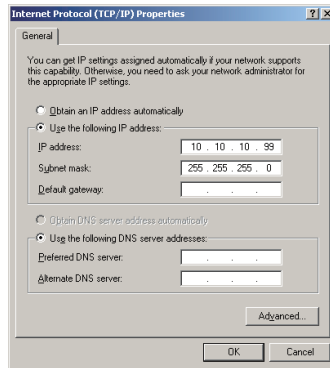 Internet Protocol (TCP/IP) Properties
General
You can get IP settings assigned automatically if your network supports
this capability. Otherwise, you need to ask your network administrator for
the appropriate IP settings.
Obtain an IP address automatically
Use the following IP address:
IP address: 10 . 10 . 10 . 99
Subnet mask: 255 . 255 . 255 . 0
Default gateway: . . .
Obtain DNS server address automatically
Use the following DNS server addresses:
Preferred DNS server: . . .
Alternate DNS server: . . .
Advanced...
OK Cancel